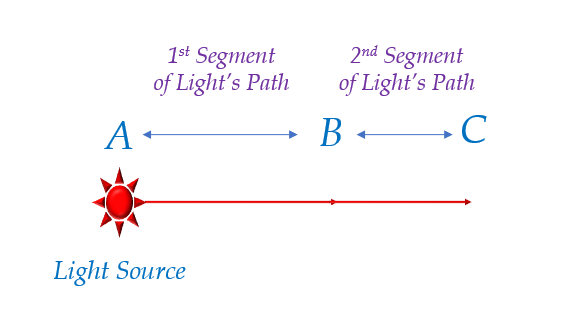 1st Segment
of Light's Path
2nd Segment
of Light's Path
A
B
C
Light Source